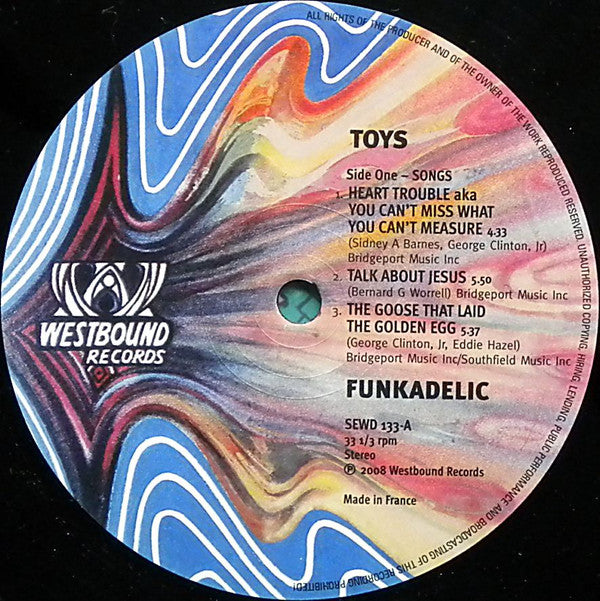 ALL RIGHTS OF THE PRODUCER AND OF THE OWNER OF THE WORK REPRODUCED RESERVED. UNAUTHORIZED COPYING, HIRING, LENDING, PUBLIC PERFORMANCE AND BROADCASTING OF THIS RECORDING PROHIBITED!
TOYS
Side One – SONGS
1. HEART TROUBLE aka
YOU CAN'T MISS WHAT
YOU CAN'T MEASURE 4.33
(Sidney A Barnes, George Clinton, Jr)
Bridgeport Music Inc
2. TALK ABOUT JESUS 5.50
(Bernard G Worrell) Bridgeport Music Inc
3. THE GOOSE THAT LAID
THE GOLDEN EGG 5.37
(George Clinton, Jr, Eddie Hazel)
Bridgeport Music Inc/Southfield Music Inc
WESTBOUND
RECORDS
FUNKADELIC
SEWD 133-A
33 1/3 rpm
Stereo
℗ 2008 Westbound Records
Made in France